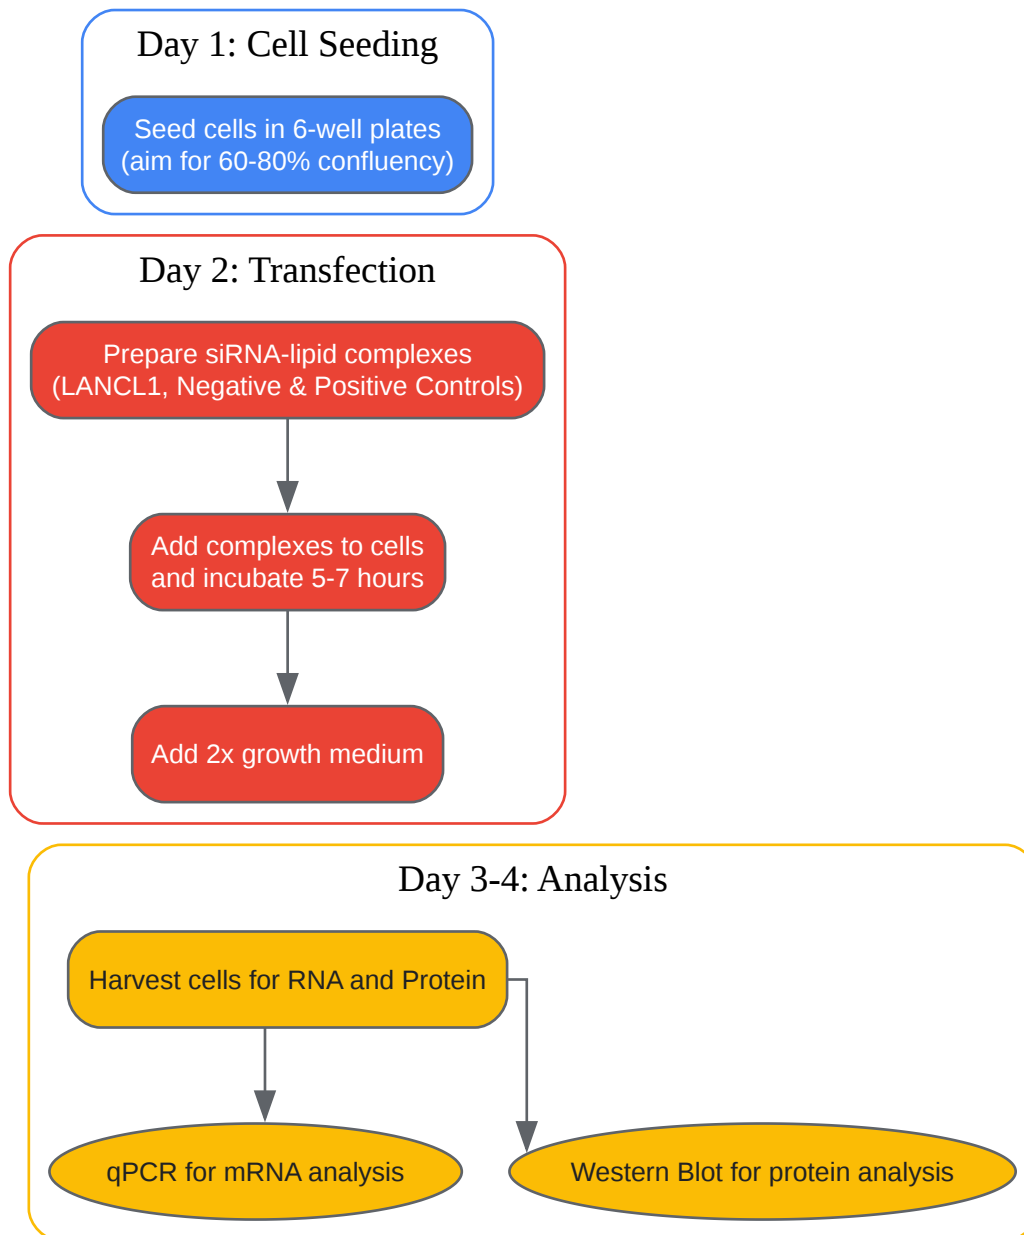 Day 1: Cell Seeding
Seed cells in 6-well plates
(aim for 60-80% confluency)
Day 2: Transfection
Prepare siRNA-lipid complexes
(LANCL1, Negative & Positive Controls)
Add complexes to cells
and incubate 5-7 hours
Add 2x growth medium
Day 3-4: Analysis
Harvest cells for RNA and Protein
qPCR for mRNA analysis
Western Blot for protein analysis